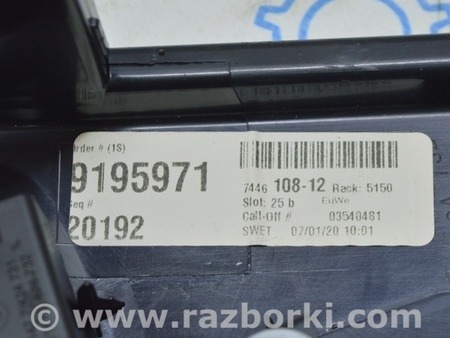 Order # (1S)
9195971
Seq #
20192
7446 108-12 Rack: 5150
Slot: 25 b EuWe
Call-Off # 03540481
SWET 07/01/20 10:01
www.razborki.com